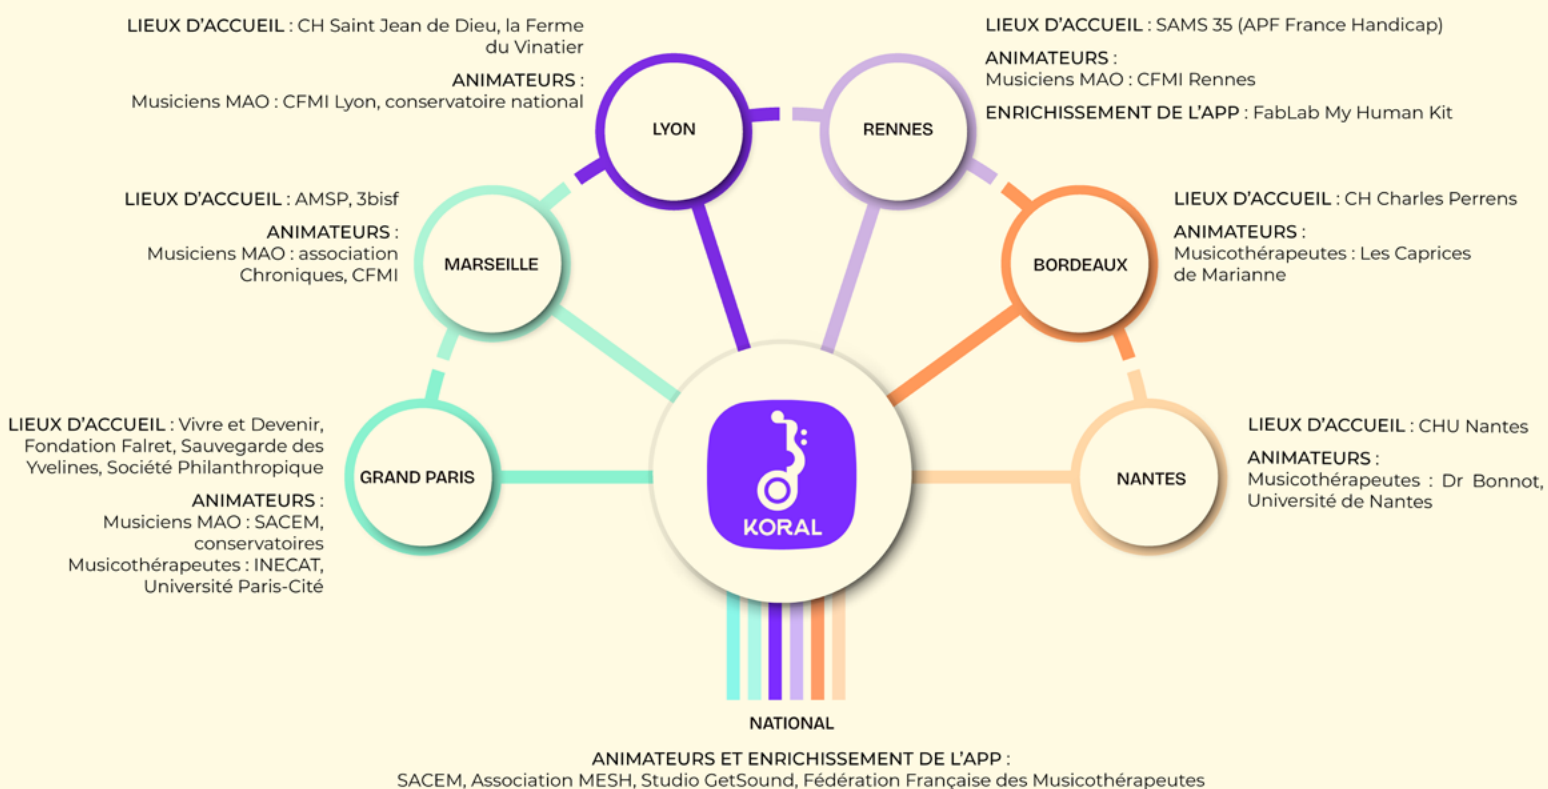 LIEUX D'ACCUEIL : CH Saint Jean de Dieu, la Ferme
du Vinatier
ANIMATEURS :
Musiciens MAO : CFMI Lyon, conservatoire national
LYON
LIEUX D'ACCUEIL : SAMS 35 (APF France Handicap)
ANIMATEURS :
Musiciens MAO : CFMI Rennes
ENRICHISSEMENT DE L'APP : FabLab My Human Kit
RENNES
LIEUX D'ACCUEIL : AMSP, 3bisf
ANIMATEURS :
Musiciens MAO : association
Chroniques, CFMI
MARSEILLE
LIEUX D'ACCUEIL : CH Charles Perrens
ANIMATEURS :
Musicothérapeutes : Les Caprices
de Marianne
BORDEAUX
LIEUX D'ACCUEIL : Vivre et Devenir,
Fondation Falret, Sauvegarde des
Yvelines, Société Philanthropique
ANIMATEURS :
Musiciens MAO : SACEM,
conservatoires
Musicothérapeutes : INECAT,
Université Paris-Cité
GRAND PARIS
KORAL
LIEUX D'ACCUEIL : CHU Nantes
ANIMATEURS :
Musicothérapeutes : Dr Bonnot,
Université de Nantes
NANTES
NATIONAL
ANIMATEURS ET ENRICHISSEMENT DE L'APP :
SACEM, Association MESH, Studio GetSound, Fédération Française des Musicothérapeutes